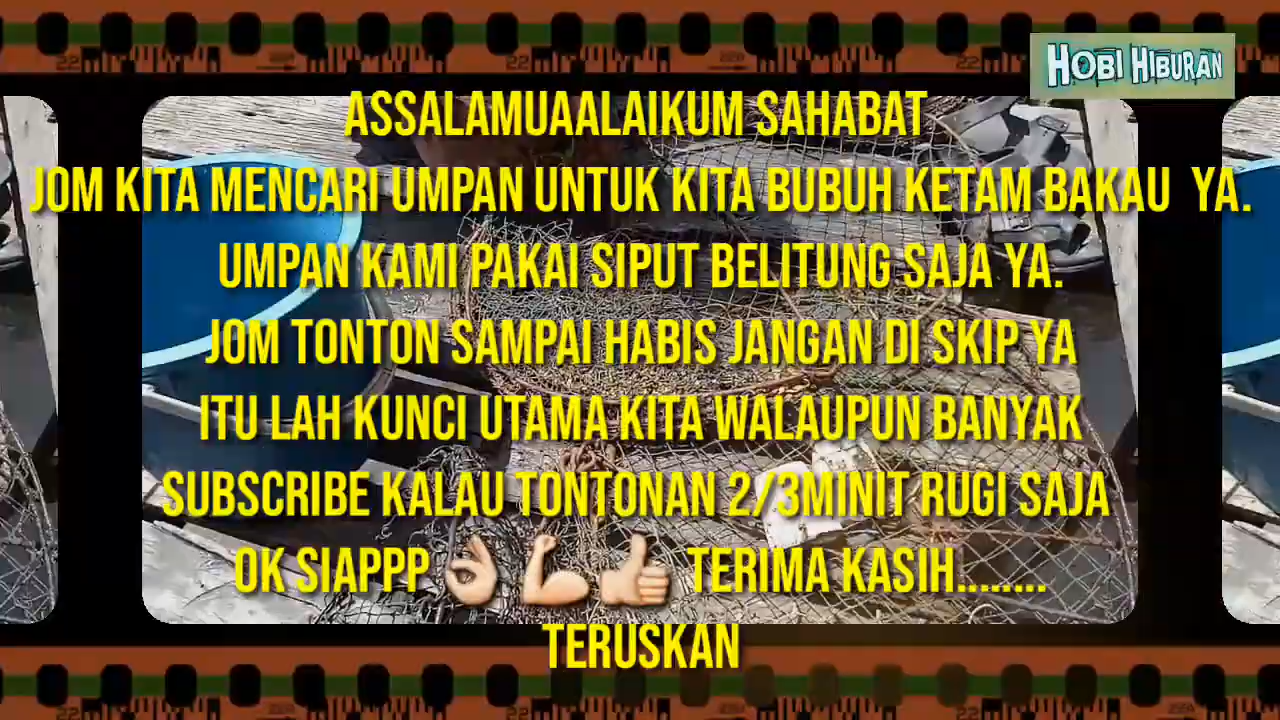 HOBI HIBURAN
ASSALAMUAALAIKUM SAHABAT
JOM KITA MENCARI UMPAN UNTUK KITA BUBUH KETAM BAKAU YA.
UMPAN KAMI PAKAI SIPUT BELITUNG SAJA YA.
JOM TONTON SAMPAI HABIS JANGAN DI SKIP YA
ITU LAH KUNCI UTAMA KITA WALAUPUN BANYAK
SUBSCRIBE KALAU TONTONAN 2/3MINIT RUGI SAJA
OK SIAPPP 👌💪👍 TERIMA KASIH........
TERUSKAN